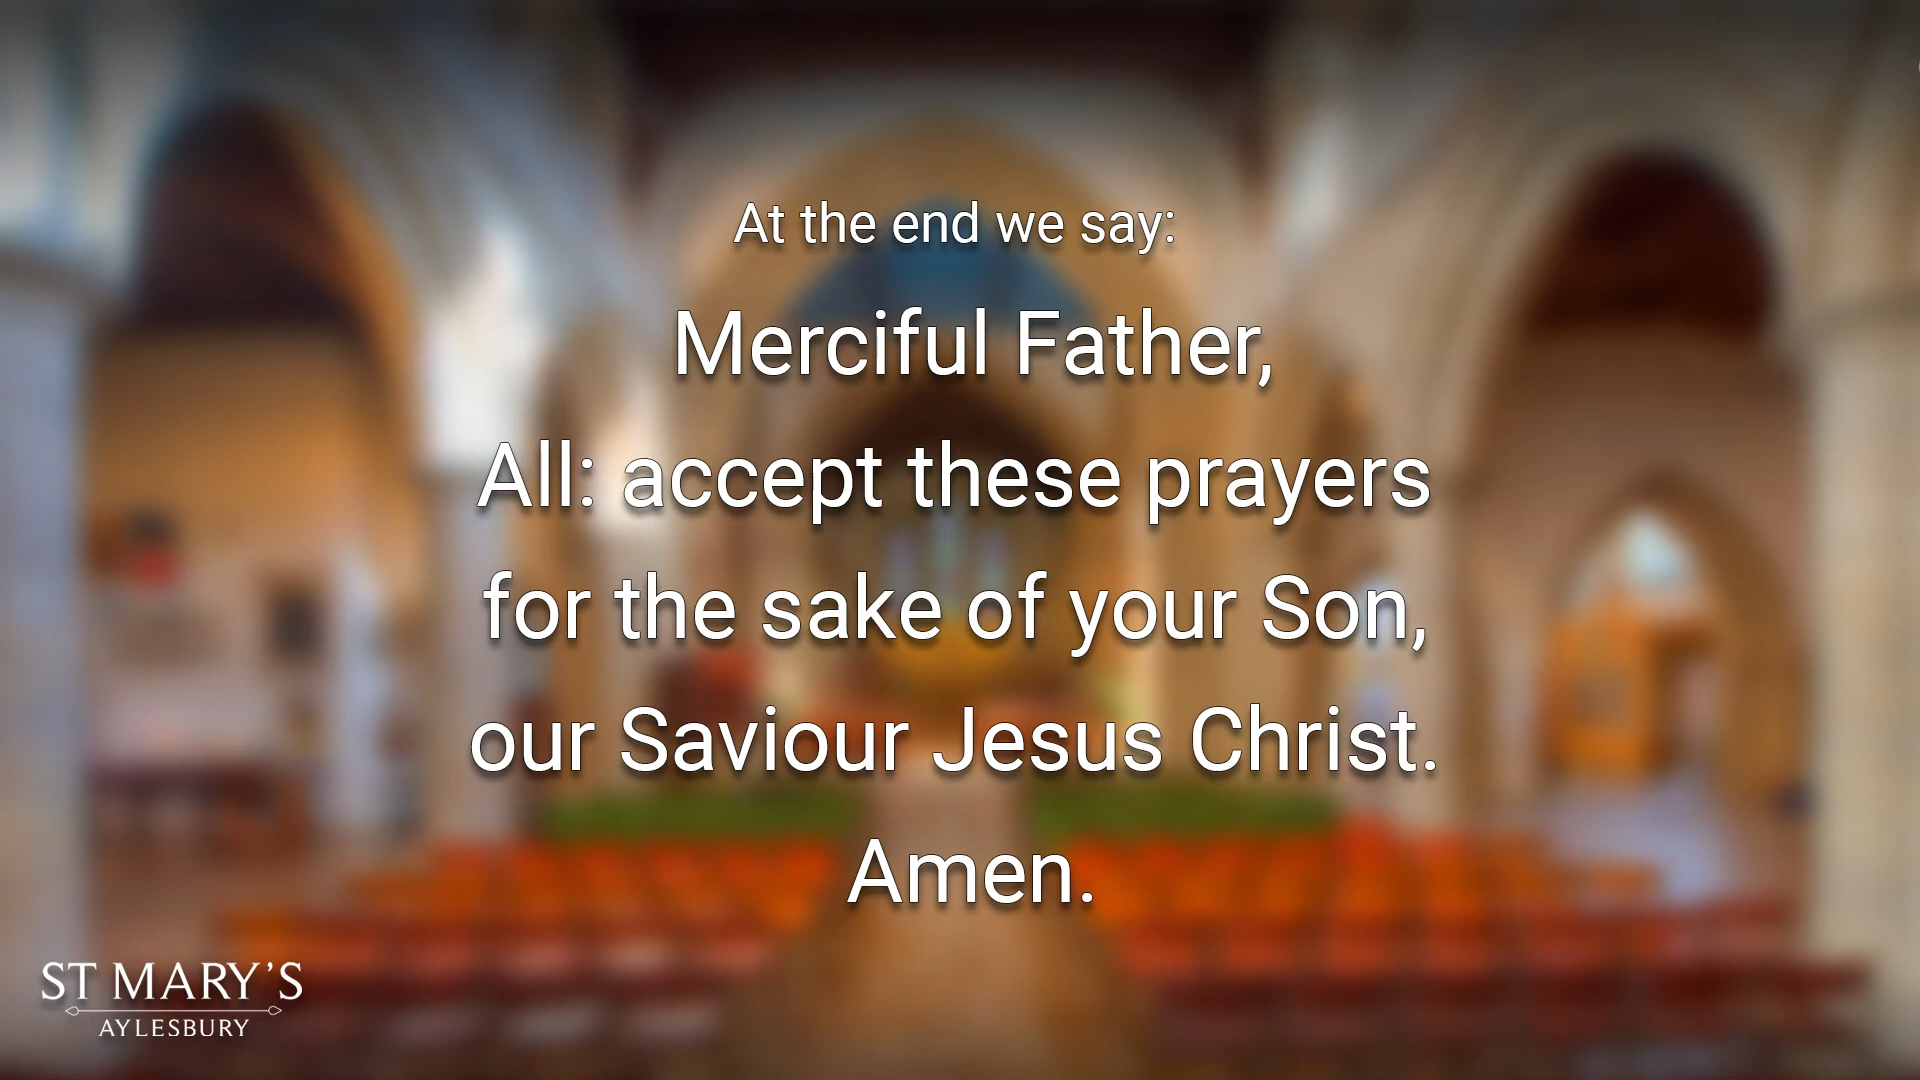 At the end we say:
Merciful Father,
All: accept these prayers
for the sake of your Son,
our Saviour Jesus Christ.
Amen.
ST MARY'S
AYLESBURY